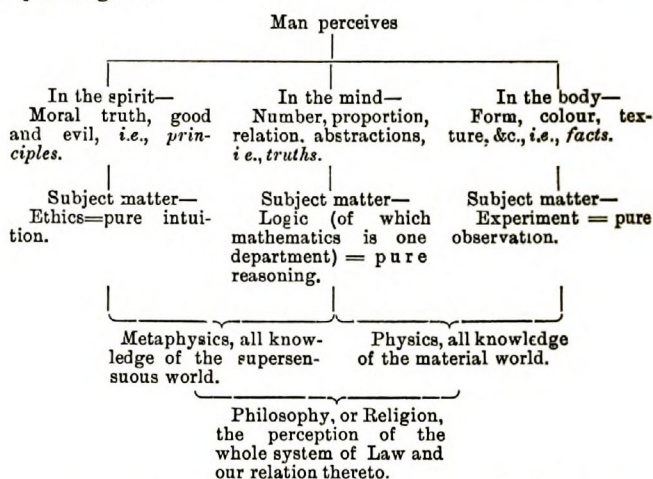 Man perceives
In the spirit—
Moral truth, good
and evil, i.e., prin-
ciples.
In the mind—
Number, proportion,
relation, abstractions,
i e., truths.
In the body—
Form, colour, tex-
ture, &c., i.e., facts.
Subject matter—
Ethics=pure intui-
tion.
Subject matter—
Logic (of which
mathematics is one
department) = pure
reasoning.
Subject matter—
Experiment = pure
observation.
Metaphysics, all know-
ledge of the supersen-
suous world.
Physics, all knowledge
of the material world.
Philosophy, or Religion,
the perception of the
whole system of Law and
our relation thereto.